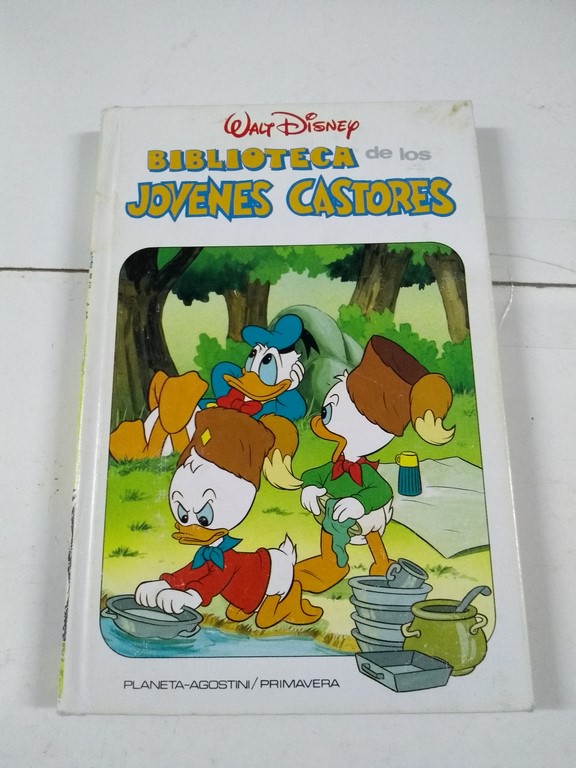 WALT DISNEY
BIBLIOTECA de los
JOVENES CASTORES
PLANETA-AGOSTINI/PRIMAVERA